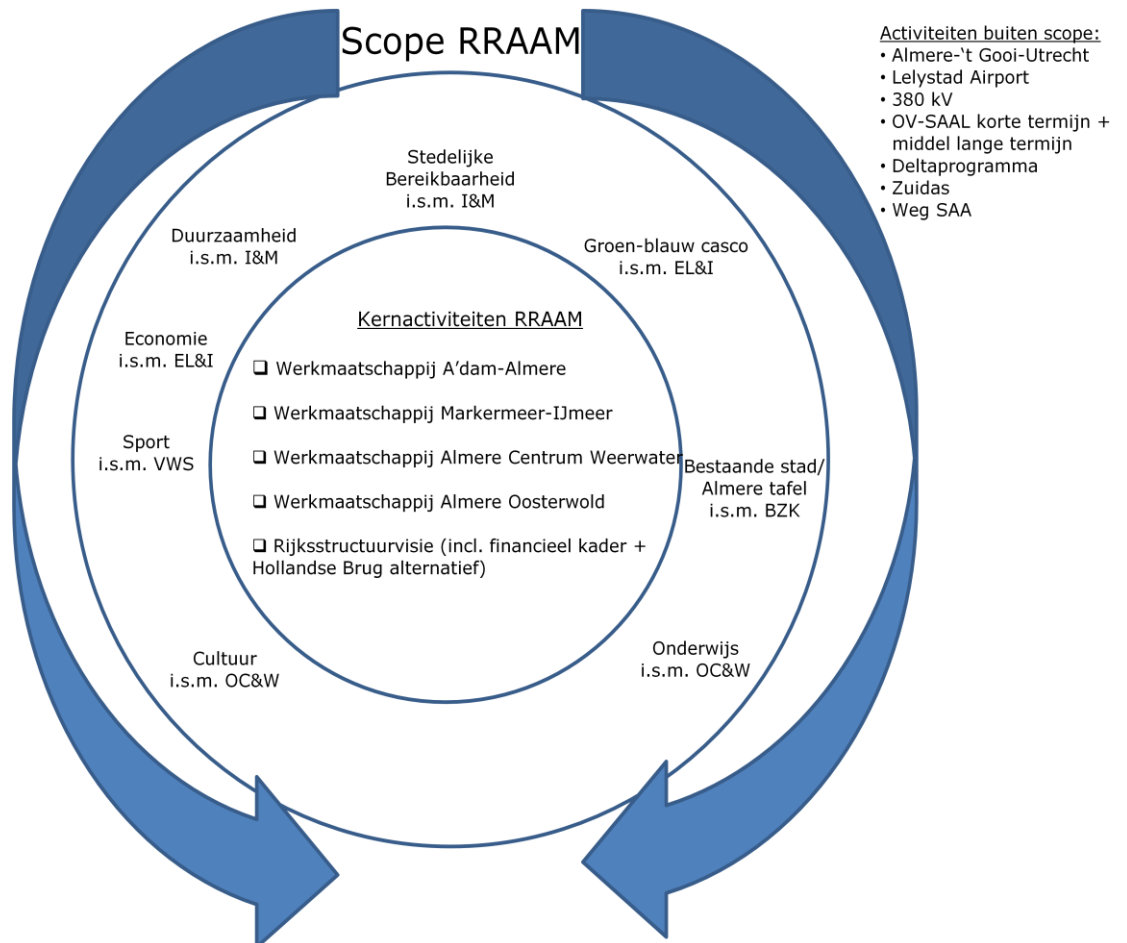 Scope RRAAM
Activiteiten buiten scope:
• Almere-‘t Gooi-Utrecht
• Lelystad Airport
• 380 kV
• OV-SAAL korte termijn +
middel lange termijn
• Deltaprogramma
• Zuidas
• Weg SAA
Stedelijke
Bereikbaarheid
i.s.m. I&M
Duurzaamheid
i.s.m. I&M
Groen-blauw casco
i.s.m. EL&I
Economie
i.s.m. EL&I
Sport
i.s.m. VWS
Kernactiviteiten RRAAM
❑ Werkmaatschappij A’dam-Almere
❑ Werkmaatschappij Markermeer-IJmeer
❑ Werkmaatschappij Almere Centrum Weerwater
❑ Werkmaatschappij Almere Oosterwold
❑ Rijksstructuurvisie (incl. financieel kader +
Hollandse Brug alternatief)
Bestaande stad/
Almere tafel
i.s.m. BZK
Cultuur
i.s.m. OC&W
Onderwijs
i.s.m. OC&W